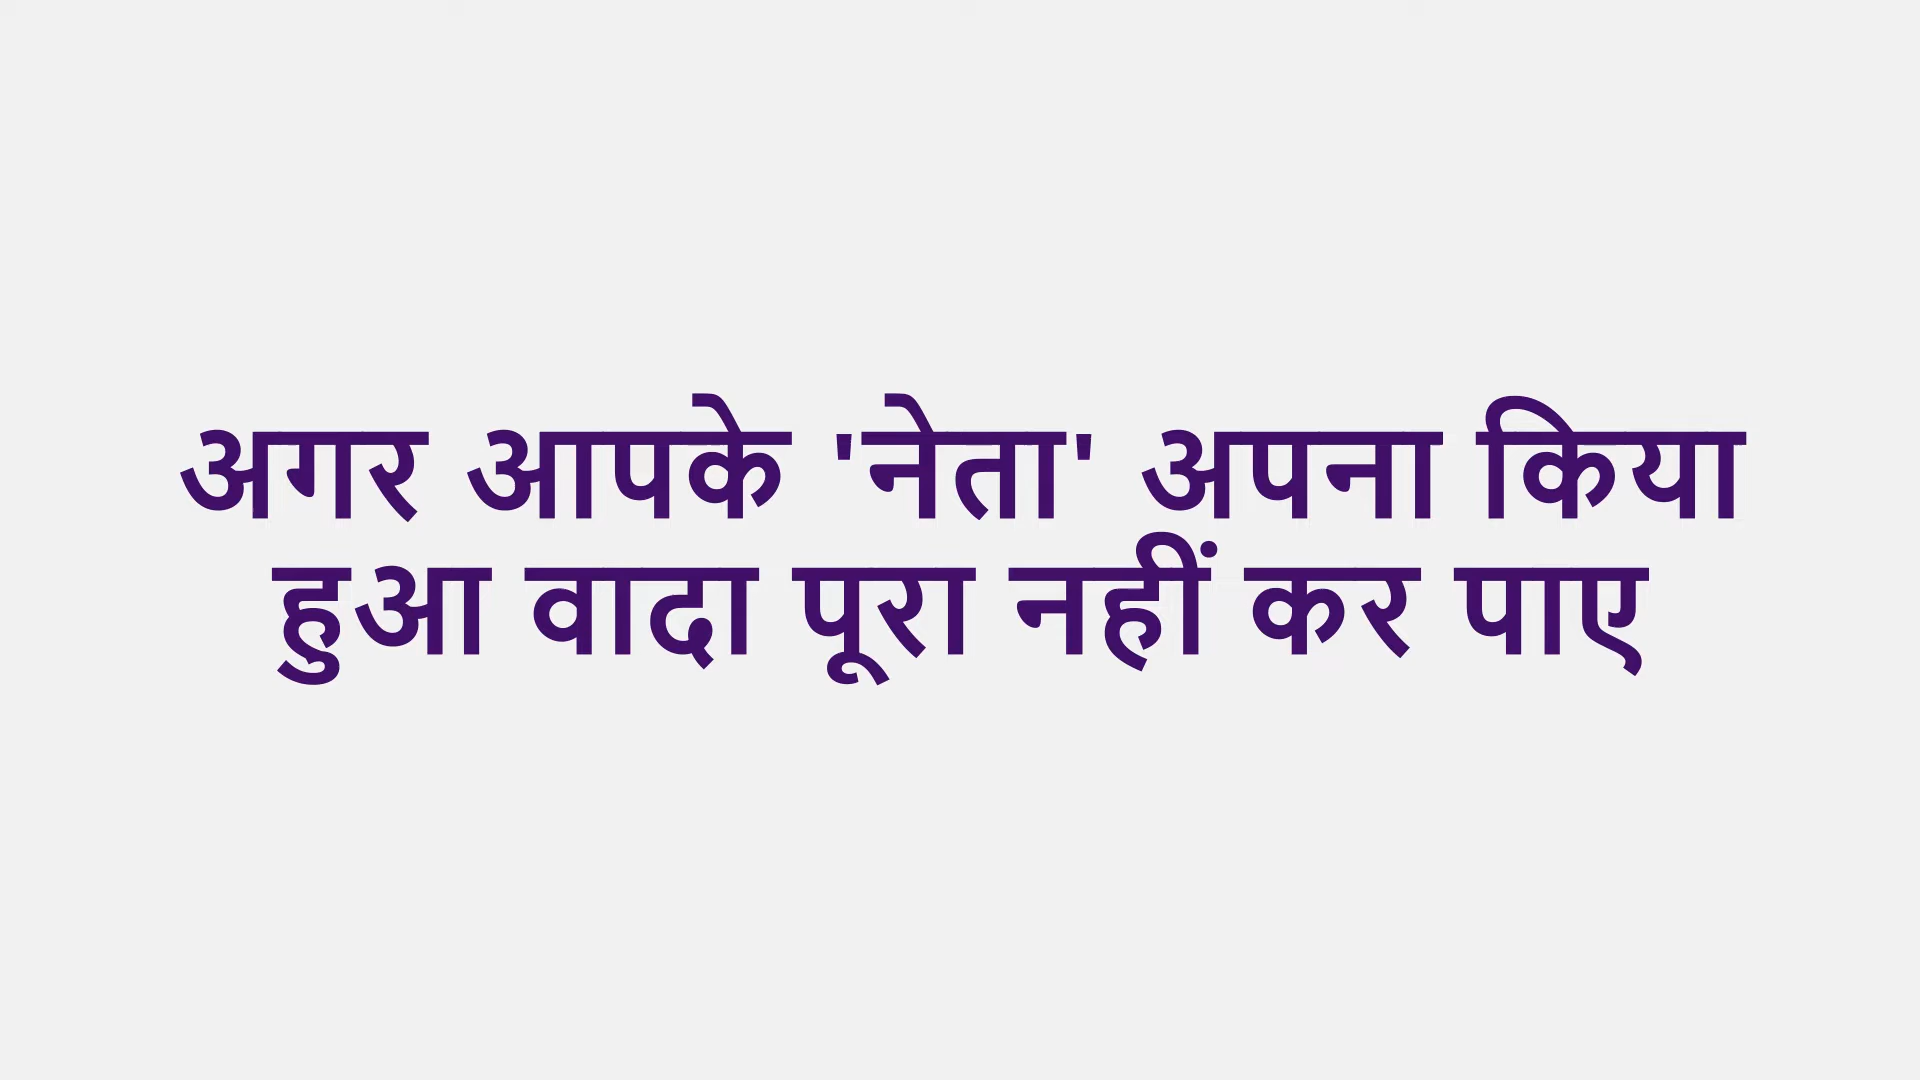 अगर आपके 'नेता' अपना किया
हुआ वादा पूरा नहीं कर पाए